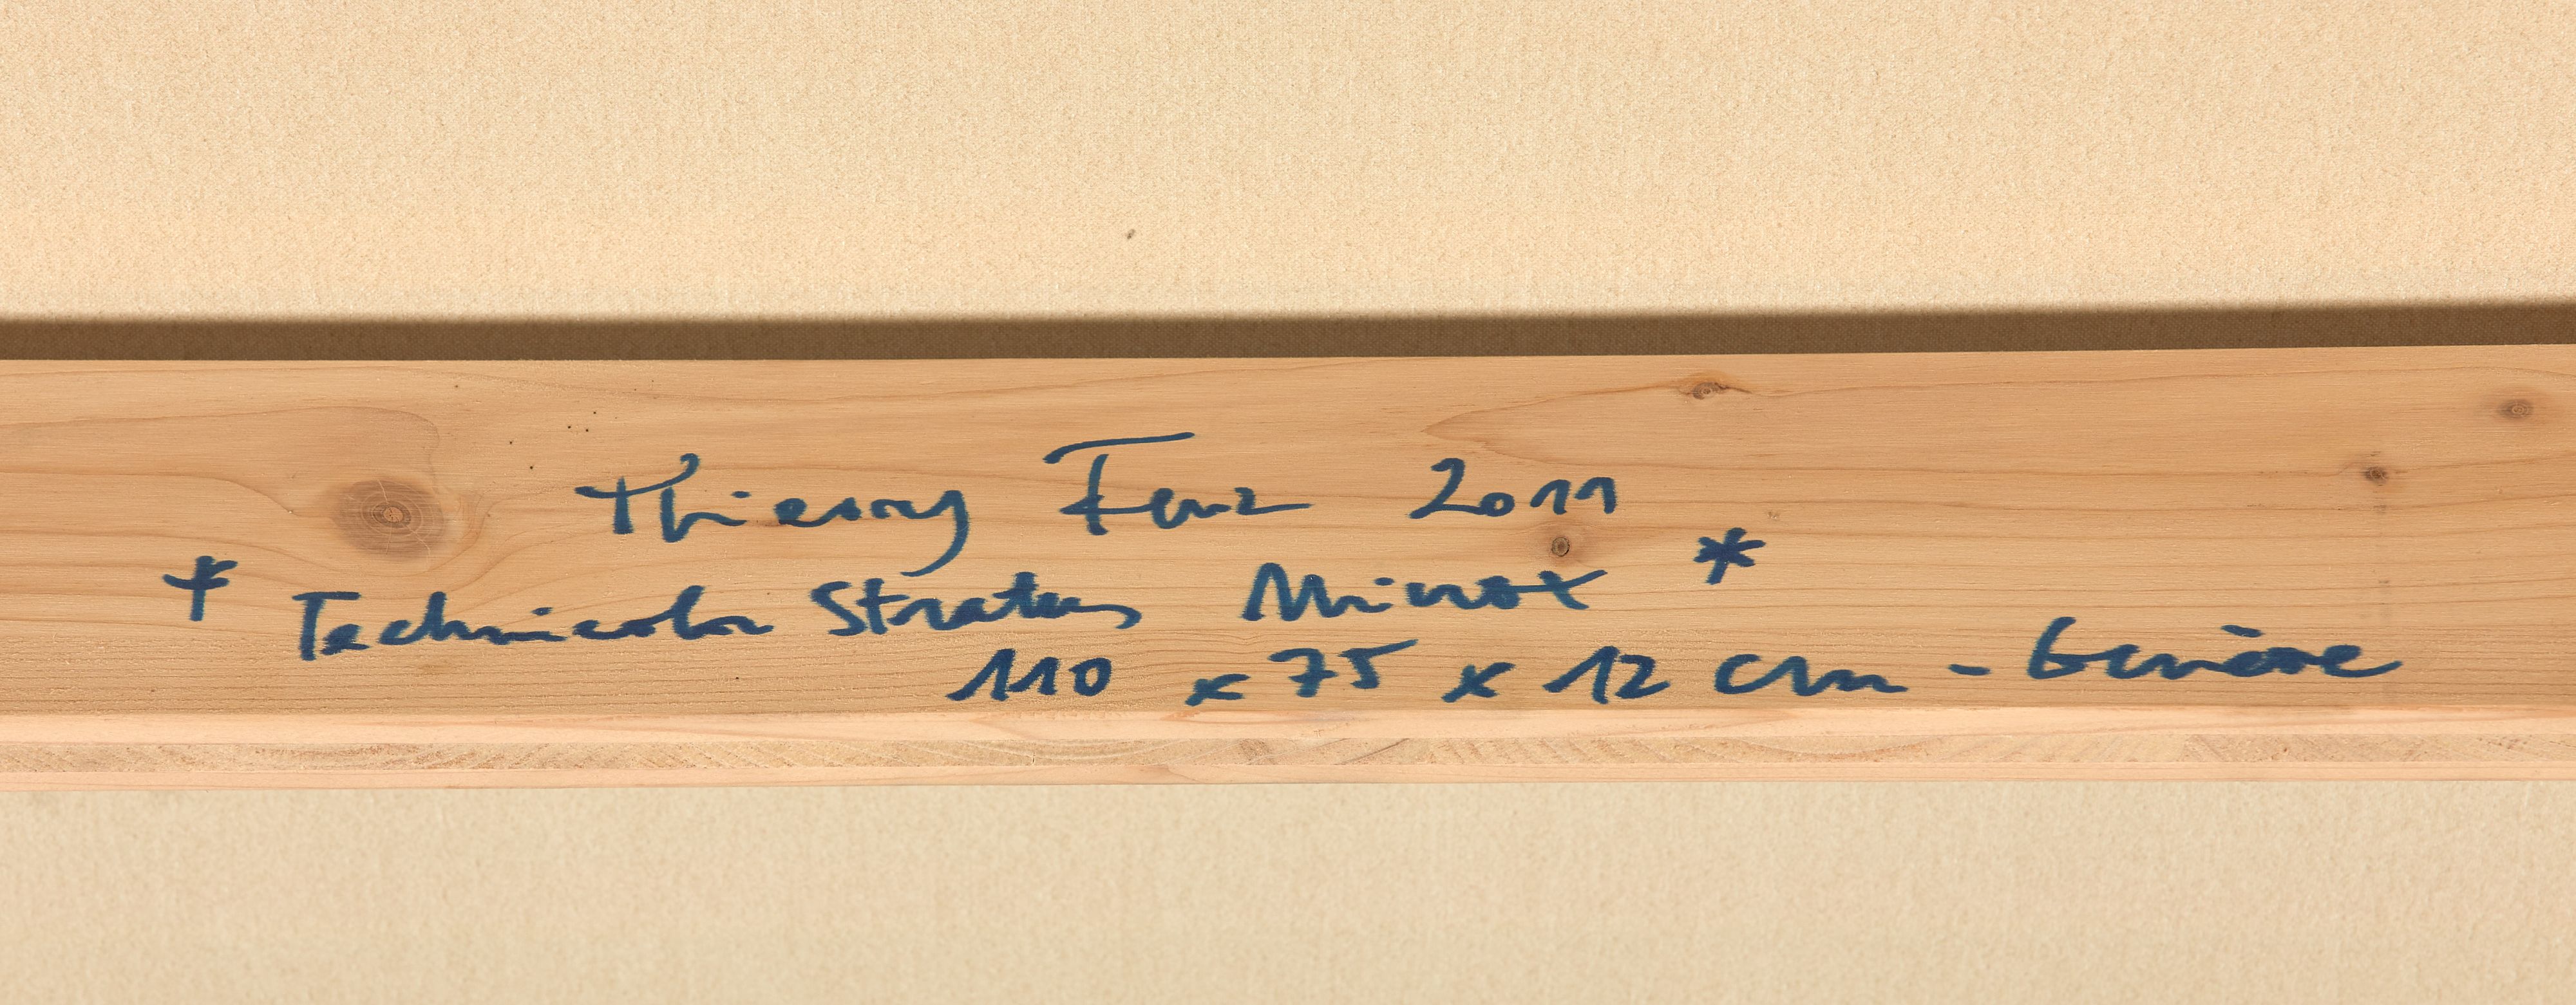 Thierry Feuz 2011
* Technicolor Stratus Minor *
110 x 75 x 12 cm - Genève